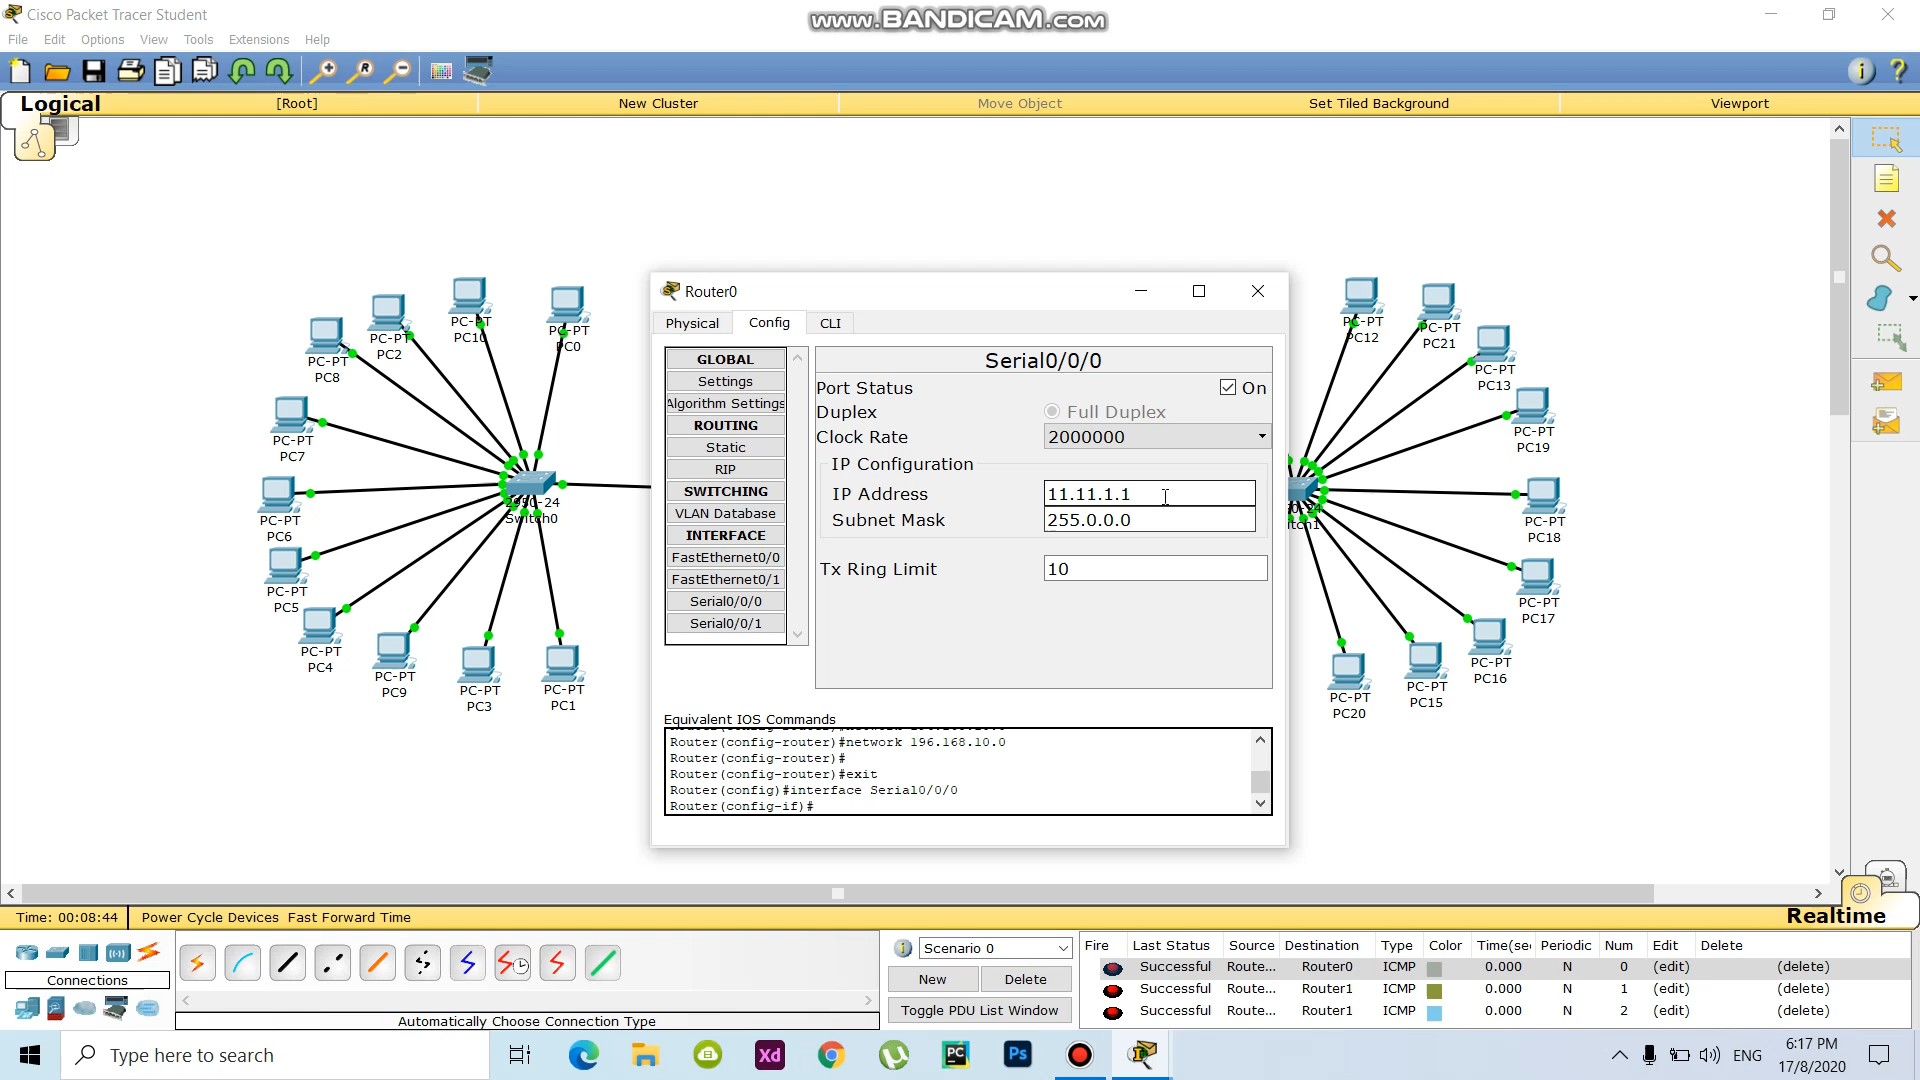 Cisco Packet Tracer Student
www.BANDICAM.com
File Edit Options View Tools Extensions Help
Logical [Root] New Cluster Move Object Set Tiled Background Viewport
Router0
Physical Config CLI
GLOBAL
Settings
Algorithm Settings
ROUTING
Static
RIP
SWITCHING
VLAN Database
INTERFACE
FastEthernet0/0
FastEthernet0/1
Serial0/0/0
Serial0/0/1
Serial0/0/0
Port Status On
Duplex Full Duplex
Clock Rate 2000000
IP Configuration
IP Address 11.11.1.1
Subnet Mask 255.0.0.0
Tx Ring Limit 10
Equivalent IOS Commands
Router(config-router)#network 196.168.10.0
Router(config-router)#
Router(config-router)#exit
Router(config)#interface Serial0/0/0
Router(config-if)#
PC-PT
PC8
PC-PT
PC2
PC-PT
PC10
PC-PT
PC0
PC-PT
PC7
PC-PT
PC6
PC-PT
PC5
PC-PT
PC4
PC-PT
PC9
PC-PT
PC3
PC-PT
PC1
2950-24
Switch0
PC-PT
PC12
PC-PT
PC21
PC-PT
PC13
PC-PT
PC19
PC-PT
PC18
PC-PT
PC17
PC-PT
PC16
PC-PT
PC15
PC-PT
PC20
0-24
itch1
Time: 00:08:44 Power Cycle Devices Fast Forward Time
Realtime
Connections
Automatically Choose Connection Type
Scenario 0
New Delete
Toggle PDU List Window
Fire Last Status Source Destination Type Color Time(sec Periodic Num Edit Delete
Successful Route... Router0 ICMP 0.000 N 0 (edit) (delete)
Successful Route... Router1 ICMP 0.000 N 1 (edit) (delete)
Successful Route... Router1 ICMP 0.000 N 2 (edit) (delete)
Type here to search
Xd
PC
Ps
ENG
6:17 PM
17/8/2020